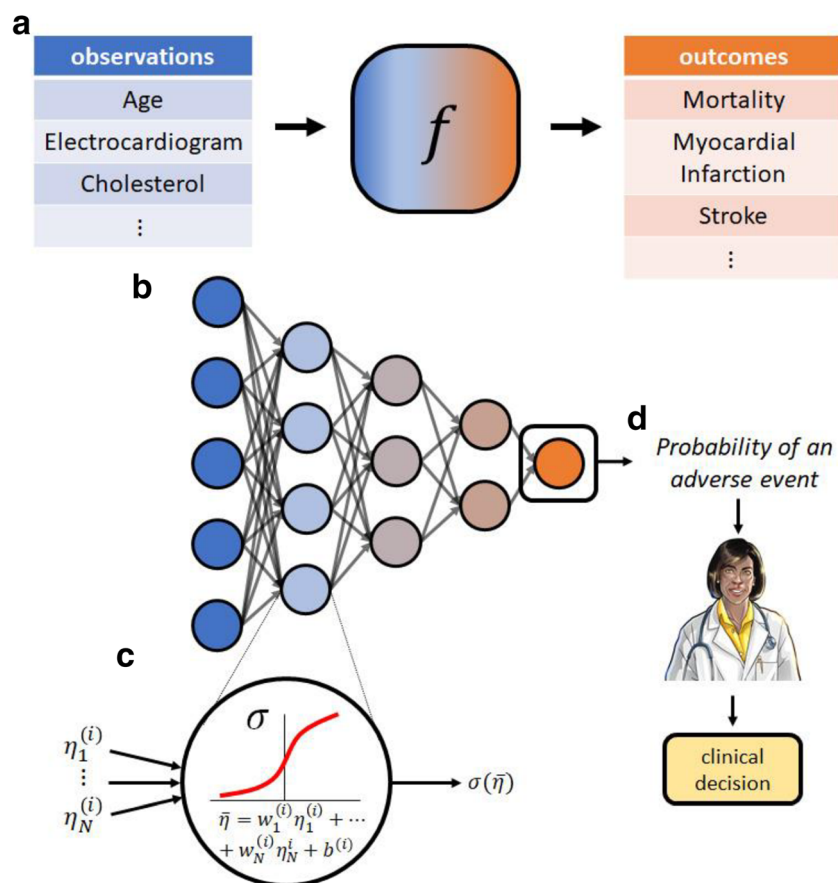 a
observations
Age
Electrocardiogram
Cholesterol
⋮
f
outcomes
Mortality
Myocardial
Infarction
Stroke
⋮
b
d
Probability of an
adverse event
clinical
decision
c
η₁⁽ⁱ⁾
⋮
η_N⁽ⁱ⁾
σ
η̄ = w₁⁽ⁱ⁾η₁⁽ⁱ⁾ + ⋯
+ w_N⁽ⁱ⁾η_Nⁱ + b⁽ⁱ⁾
σ(η̄)